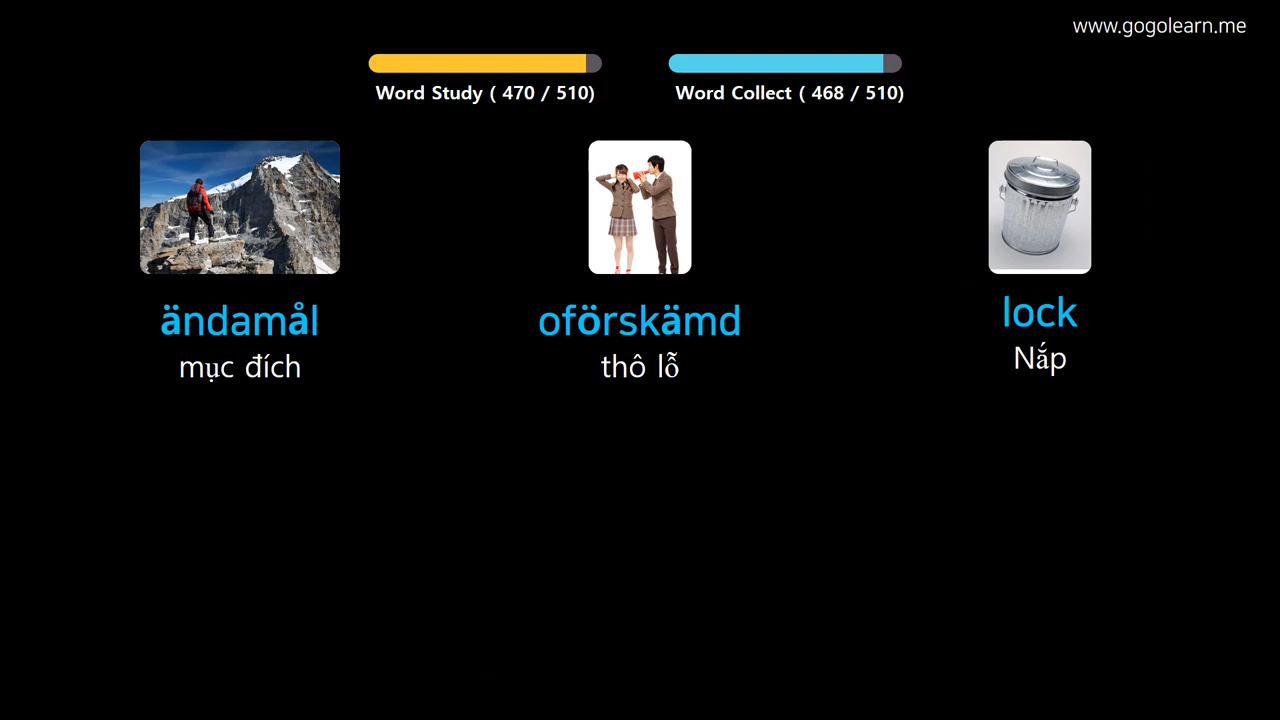 www.gogolearn.me
Word Study ( 470 / 510)
Word Collect ( 468 / 510)
ändamål
mục đích
oförskämd
thô lỗ
lock
Nắp